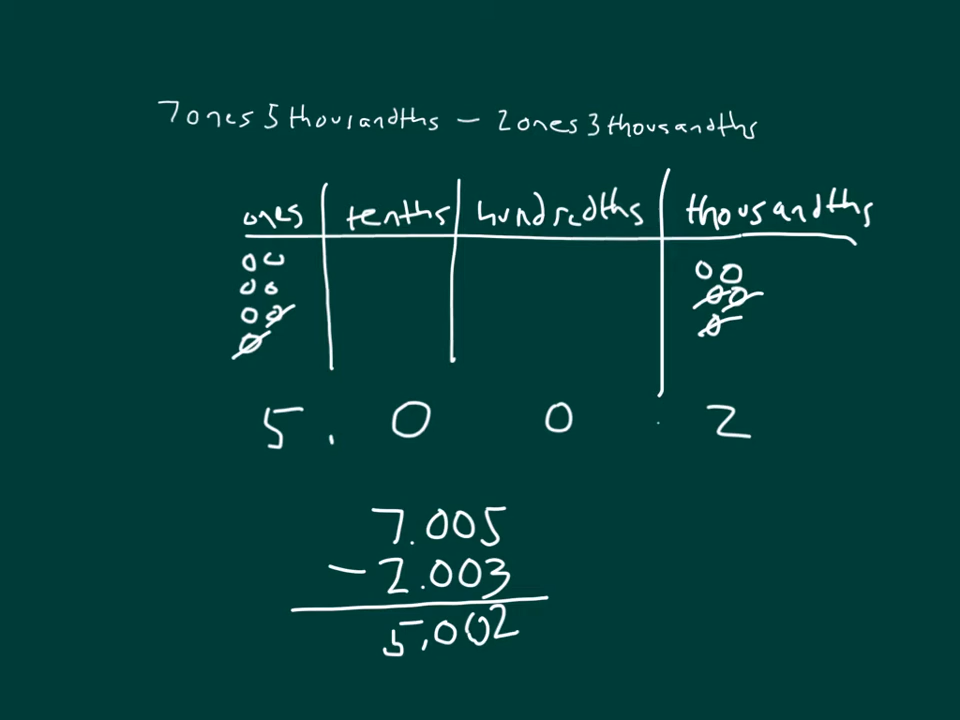 7 ones 5 thousandths - 2 ones 3 thousandths
ones tenths hundredths thousandths
5 . 0 0 2
7.005
- 2.003
5.002